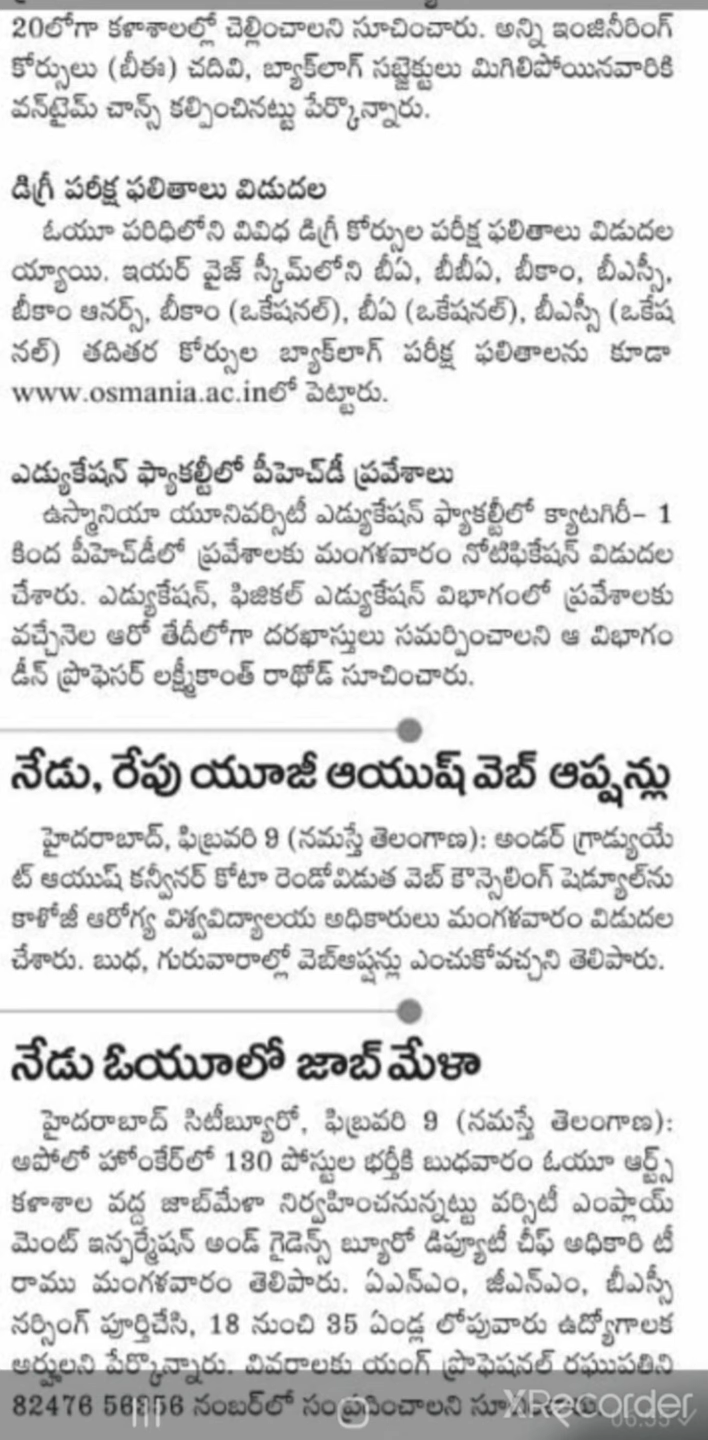 20లోగా కళాశాలల్లో చెల్లించాలని సూచించారు. అన్ని ఇంజినీరింగ్
కోర్సులు (బీఈ) చదివి, బ్యాక్‌లాగ్ సబ్జెక్టులు మిగిలిపోయినవారికి
వన్‌టైమ్ చాన్స్ కల్పించినట్టు పేర్కొన్నారు.
డిగ్రీ పరీక్ష ఫలితాలు విడుదల
ఓయూ పరిధిలోని వివిధ డిగ్రీ కోర్సుల పరీక్ష ఫలితాలు విడుదల
య్యాయి. ఇయర్ వైజ్ స్కీమ్‌లోని బీఏ, బీబీఏ, బీకాం, బీఎస్సీ,
బీకాం ఆనర్స్, బీకాం (ఒకేషనల్), బీఏ (ఒకేషనల్), బీఎస్సీ (ఒకేష
నల్) తదితర కోర్సుల బ్యాక్‌లాగ్ పరీక్ష ఫలితాలను కూడా
www.osmania.ac.inలో పెట్టారు.
ఎడ్యుకేషన్ ఫ్యాకల్టీలో పీహెచ్‌డీ ప్రవేశాలు
ఉస్మానియా యూనివర్సిటీ ఎడ్యుకేషన్ ఫ్యాకల్టీలో క్యాటగిరీ– 1
కింద పీహెచ్‌డీలో ప్రవేశాలకు మంగళవారం నోటిఫికేషన్ విడుదల
చేశారు. ఎడ్యుకేషన్, ఫిజికల్ ఎడ్యుకేషన్ విభాగంలో ప్రవేశాలకు
వచ్చేనెల ఆరో తేదీలోగా దరఖాస్తులు సమర్పించాలని ఆ విభాగం
డీన్ ప్రొఫెసర్ లక్ష్మీకాంత్ రాథోడ్ సూచించారు.
నేడు, రేపు యూజీ ఆయుష్ వెబ్ ఆప్షన్లు
హైదరాబాద్, ఫిబ్రవరి 9 (నమస్తే తెలంగాణ): అండర్ గ్రాడ్యుయే
ట్ ఆయుష్ కన్వీనర్ కోటా రెండోవిడుత వెబ్ కౌన్సెలింగ్ షెడ్యూల్‌ను
కాళోజీ ఆరోగ్య విశ్వవిద్యాలయ అధికారులు మంగళవారం విడుదల
చేశారు. బుధ, గురువారాల్లో వెబ్‌ఆప్షన్లు ఎంచుకోవచ్చని తెలిపారు.
నేడు ఓయూలో జాబ్‌మేళా
హైదరాబాద్ సిటీబ్యూరో, ఫిబ్రవరి 9 (నమస్తే తెలంగాణ):
అపోలో హోంకేర్‌లో 130 పోస్టుల భర్తీకి బుధవారం ఓయూ ఆర్ట్స్
కళాశాల వద్ద జాబ్‌మేళా నిర్వహించనున్నట్టు వర్సిటీ ఎంప్లాయ్
మెంట్ ఇన్ఫర్మేషన్ అండ్ గైడెన్స్ బ్యూరో డిప్యూటీ చీఫ్ అధికారి టీ
రాము మంగళవారం తెలిపారు. ఏఎన్ఎం, జీఎన్ఎం, బీఎస్సీ
నర్సింగ్ పూర్తిచేసి, 18 నుంచి 35 ఏండ్ల లోపువారు ఉద్యోగాలక
అర్హులని పేర్కొన్నారు. వివరాలకు యంగ్ ప్రొఫెషనల్ రఘుపతిని
82476 నంబర్‌లో సంప్రదించాలని
XRecorder